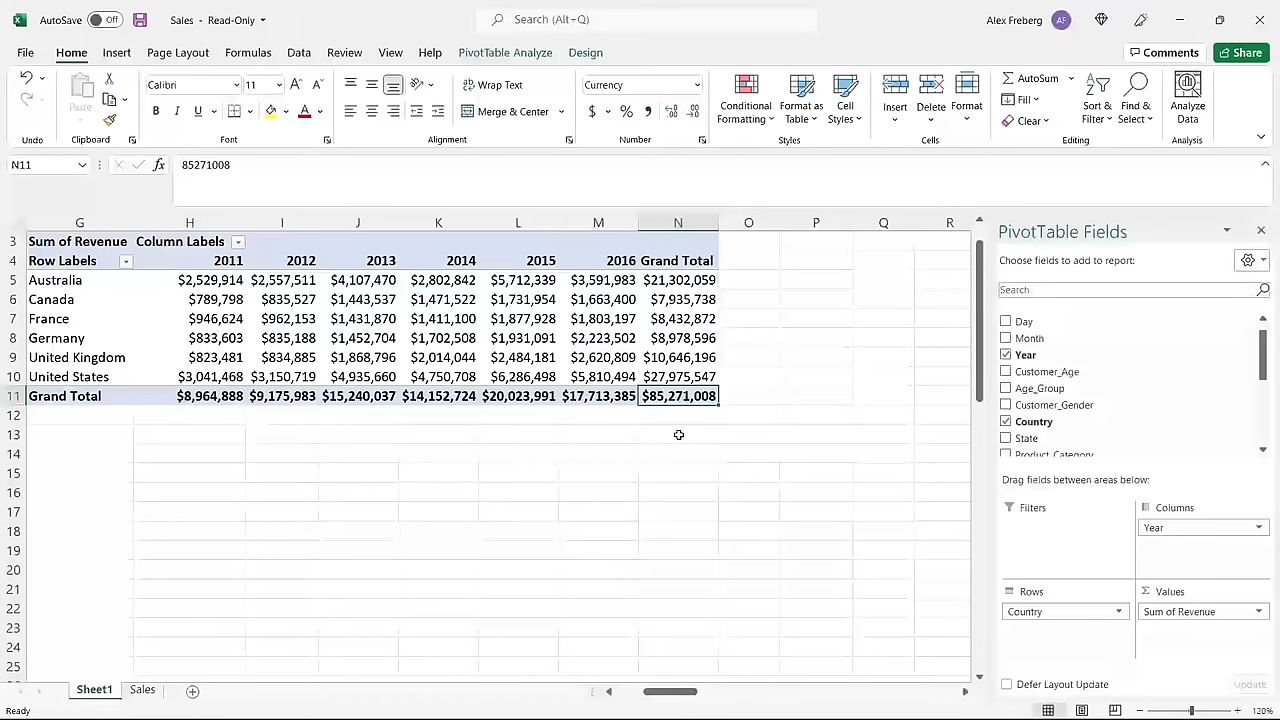 AutoSave Off Sales - Read-Only Search (Alt+Q) Alex Freberg AF
File Home Insert Page Layout Formulas Data Review View Help PivotTable Analyze Design Comments Share
Calibri 11 Wrap Text Currency AutoSum
Paste B I U Merge & Center $ % Conditional Formatting Format as Table Cell Styles Insert Delete Format Fill Clear Sort & Filter Find & Select Analyze Data
Undo Clipboard Font Alignment Number Styles Cells Editing Analysis
N11 fx 85271008
G H I J K L M N O P Q R
3 Sum of Revenue Column Labels
4 Row Labels 2011 2012 2013 2014 2015 2016 Grand Total
5 Australia $2,529,914 $2,557,511 $4,107,470 $2,802,842 $5,712,339 $3,591,983 $21,302,059
6 Canada $789,798 $835,527 $1,443,537 $1,471,522 $1,731,954 $1,663,400 $7,935,738
7 France $946,624 $962,153 $1,431,870 $1,411,100 $1,877,928 $1,803,197 $8,432,872
8 Germany $833,603 $835,188 $1,452,704 $1,702,508 $1,931,091 $2,223,502 $8,978,596
9 United Kingdom $823,481 $834,885 $1,868,796 $2,014,044 $2,484,181 $2,620,809 $10,646,196
10 United States $3,041,468 $3,150,719 $4,935,660 $4,750,708 $6,286,498 $5,810,494 $27,975,547
11 Grand Total $8,964,888 $9,175,983 $15,240,037 $14,152,724 $20,023,991 $17,713,385 $85,271,008
12
13
14
15
16
17
18
19
20
21
22
23
24
25
PivotTable Fields
Choose fields to add to report:
Search
Day
Month
Year
Customer_Age
Age_Group
Customer_Gender
Country
State
Product_Category
Drag fields between areas below:
Filters Columns
Year
Rows Values
Country Sum of Revenue
Defer Layout Update Update
Sheet1 Sales
Ready 120%